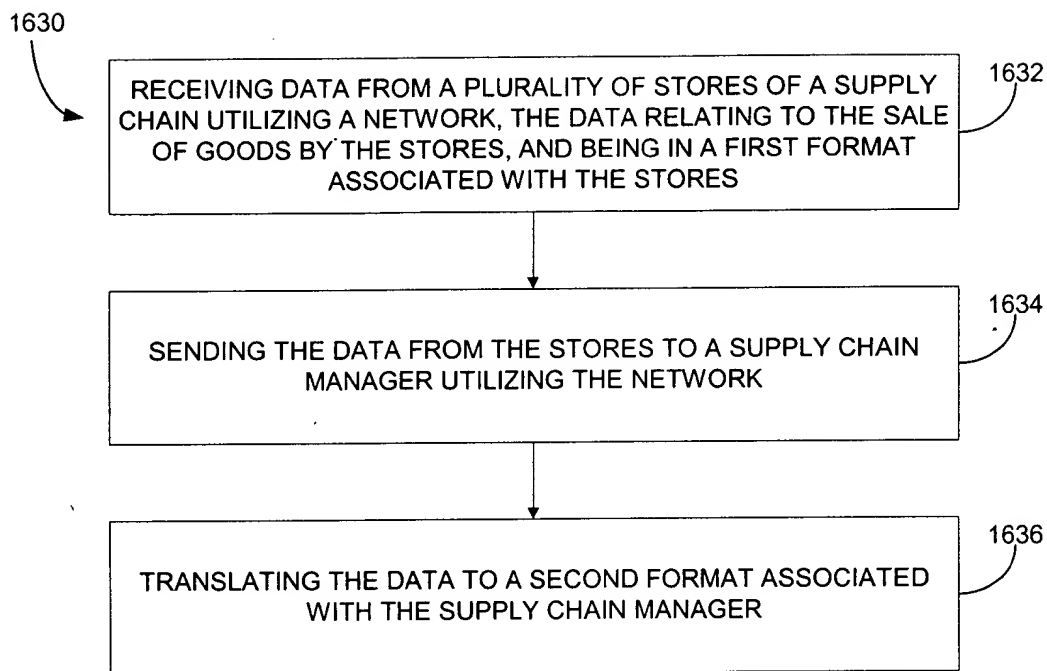 1630
RECEIVING DATA FROM A PLURALITY OF STORES OF A SUPPLY
CHAIN UTILIZING A NETWORK, THE DATA RELATING TO THE SALE
OF GOODS BY THE STORES, AND BEING IN A FIRST FORMAT
ASSOCIATED WITH THE STORES
1632
SENDING THE DATA FROM THE STORES TO A SUPPLY CHAIN
MANAGER UTILIZING THE NETWORK
1634
TRANSLATING THE DATA TO A SECOND FORMAT ASSOCIATED
WITH THE SUPPLY CHAIN MANAGER
1636